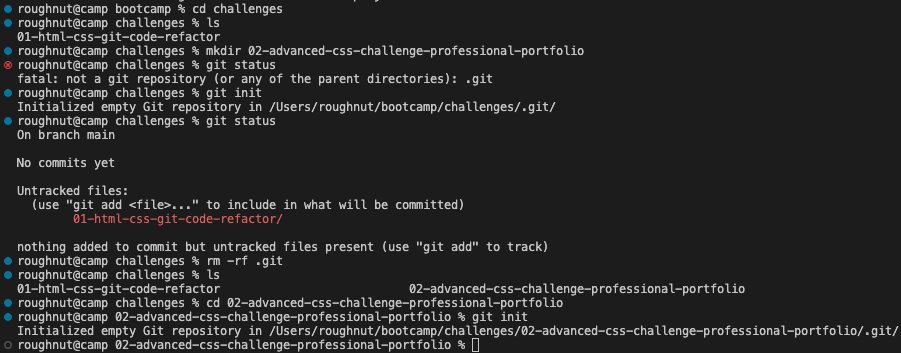 roughnut@camp bootcamp % cd challenges
roughnut@camp challenges % ls
01-html-css-git-code-refactor
roughnut@camp challenges % mkdir 02-advanced-css-challenge-professional-portfolio
roughnut@camp challenges % git status
fatal: not a git repository (or any of the parent directories): .git
roughnut@camp challenges % git init
Initialized empty Git repository in /Users/roughnut/bootcamp/challenges/.git/
roughnut@camp challenges % git status
On branch main
No commits yet
Untracked files:
(use "git add <file>..." to include in what will be committed)
01-html-css-git-code-refactor/
nothing added to commit but untracked files present (use "git add" to track)
roughnut@camp challenges % rm -rf .git
roughnut@camp challenges % ls
01-html-css-git-code-refactor 02-advanced-css-challenge-professional-portfolio
roughnut@camp challenges % cd 02-advanced-css-challenge-professional-portfolio
roughnut@camp 02-advanced-css-challenge-professional-portfolio % git init
Initialized empty Git repository in /Users/roughnut/bootcamp/challenges/02-advanced-css-challenge-professional-portfolio/.git/
roughnut@camp 02-advanced-css-challenge-professional-portfolio %